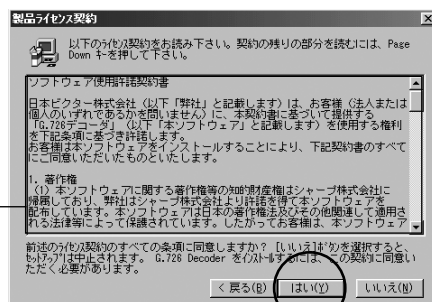 製品ライセンス契約
以下のライセンス契約をお読み下さい。契約の残りの部分を読むには、Page
Down キーを押して下さい。
ソフトウェア使用許諾契約書
日本ビクター株式会社（以下「弊社」と記載します）は、お客様（法人または
個人のいずれであるかを問いません）に、本契約書に基づいて提供する
「G.726デコーダ」（以下「本ソフトウェア」と記載します）を使用する権利
を下記条項に基づき許諾します。
お客様は本ソフトウェアをインストールすることにより、下記契約書のすべて
にご同意いただいたものといたします。
1. 著作権
（1）本ソフトウェアに関する著作権等の知的財産権はシャープ株式会社に
帰属しており、弊社はシャープ株式会社より許諾を得て本ソフトウェアを
配布しています。本ソフトウェアは日本の著作権法及びその他関連して適用さ
れる法律等によって保護されています。したがってお客様は、本ソフトウェア
前述のライセンス契約のすべての条項に同意しますか？ [いいえ]ボタンを選択すると、
セットアップは中止されます。 G.726 Decoder をインストールするには、この契約に同意い
ただく必要があります。
< 戻る(B) はい(Y) いいえ(N)